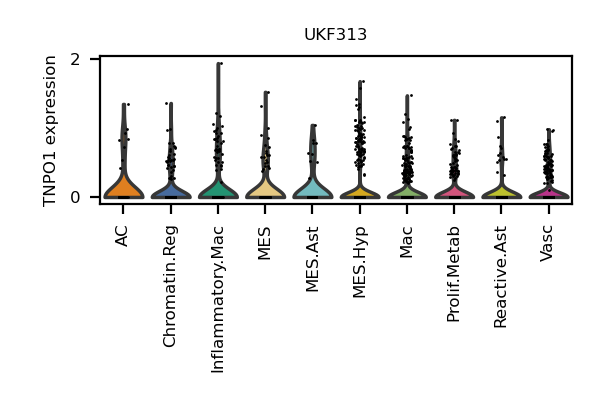 UKF313
TNPO1 expression
2
0
AC
Chromatin.Reg
Inflammatory.Mac
MES
MES.Ast
MES.Hyp
Mac
Prolif.Metab
Reactive.Ast
Vasc